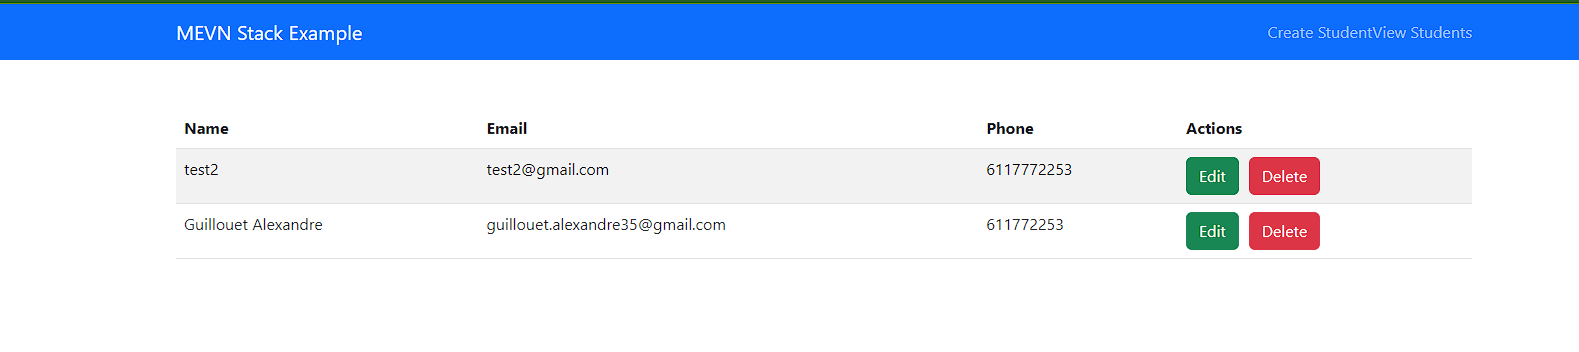 MEVN Stack Example Create StudentView Students
Name Email Phone Actions
test2 test2@gmail.com 6117772253 Edit Delete
Guillouet Alexandre guillouet.alexandre35@gmail.com 611772253 Edit Delete